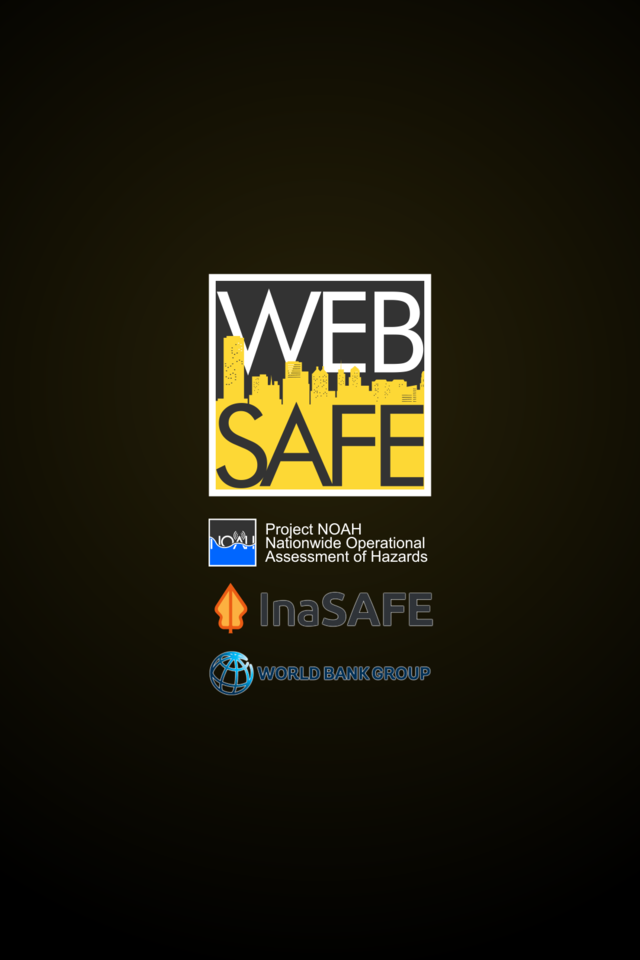 WEB
SAFE
NOAH
Project NOAH
Nationwide Operational
Assessment of Hazards
InaSAFE
WORLD BANK GROUP